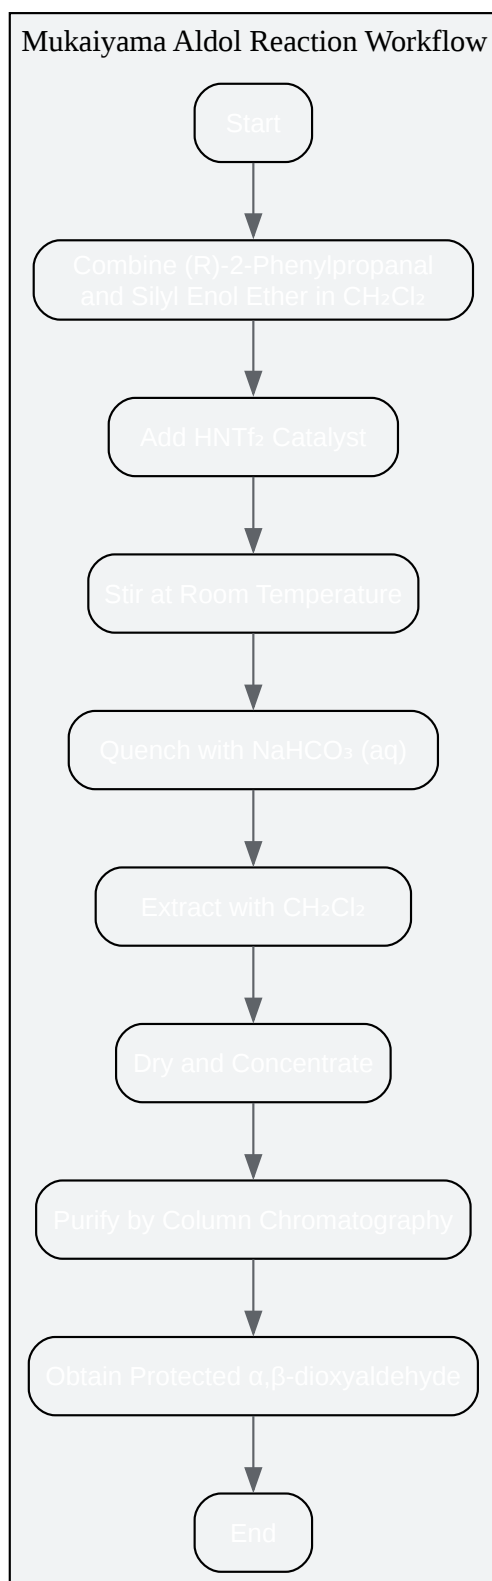 Mukaiyama Aldol Reaction Workflow
Start
Combine (R)-2-Phenylpropanal
and Silyl Enol Ether in CH₂Cl₂
Add HNTf₂ Catalyst
Stir at Room Temperature
Quench with NaHCO₃ (aq)
Extract with CH₂Cl₂
Dry and Concentrate
Purify by Column Chromatography
Obtain Protected α,β-dioxyaldehyde
End